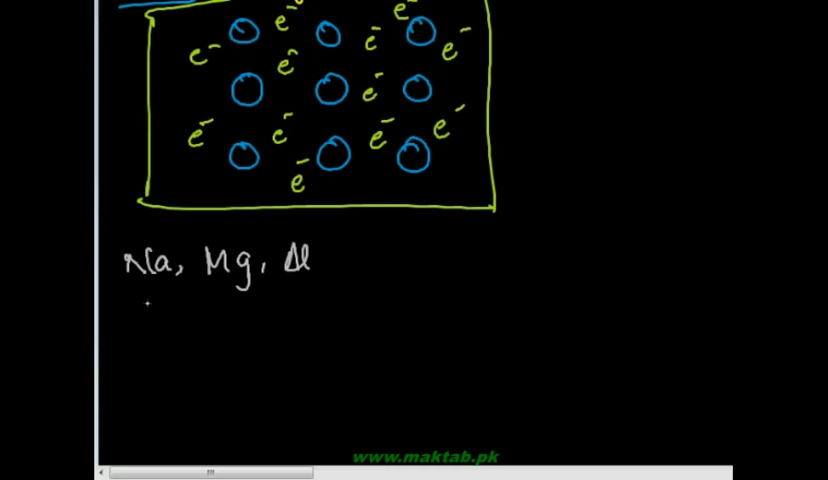 e⁻ e⁻
e⁻ e⁻ e⁻
e⁻ e⁻
e⁻ e⁻ e⁻ e⁻
e⁻
Na, Mg, Al
www.maktab.pk